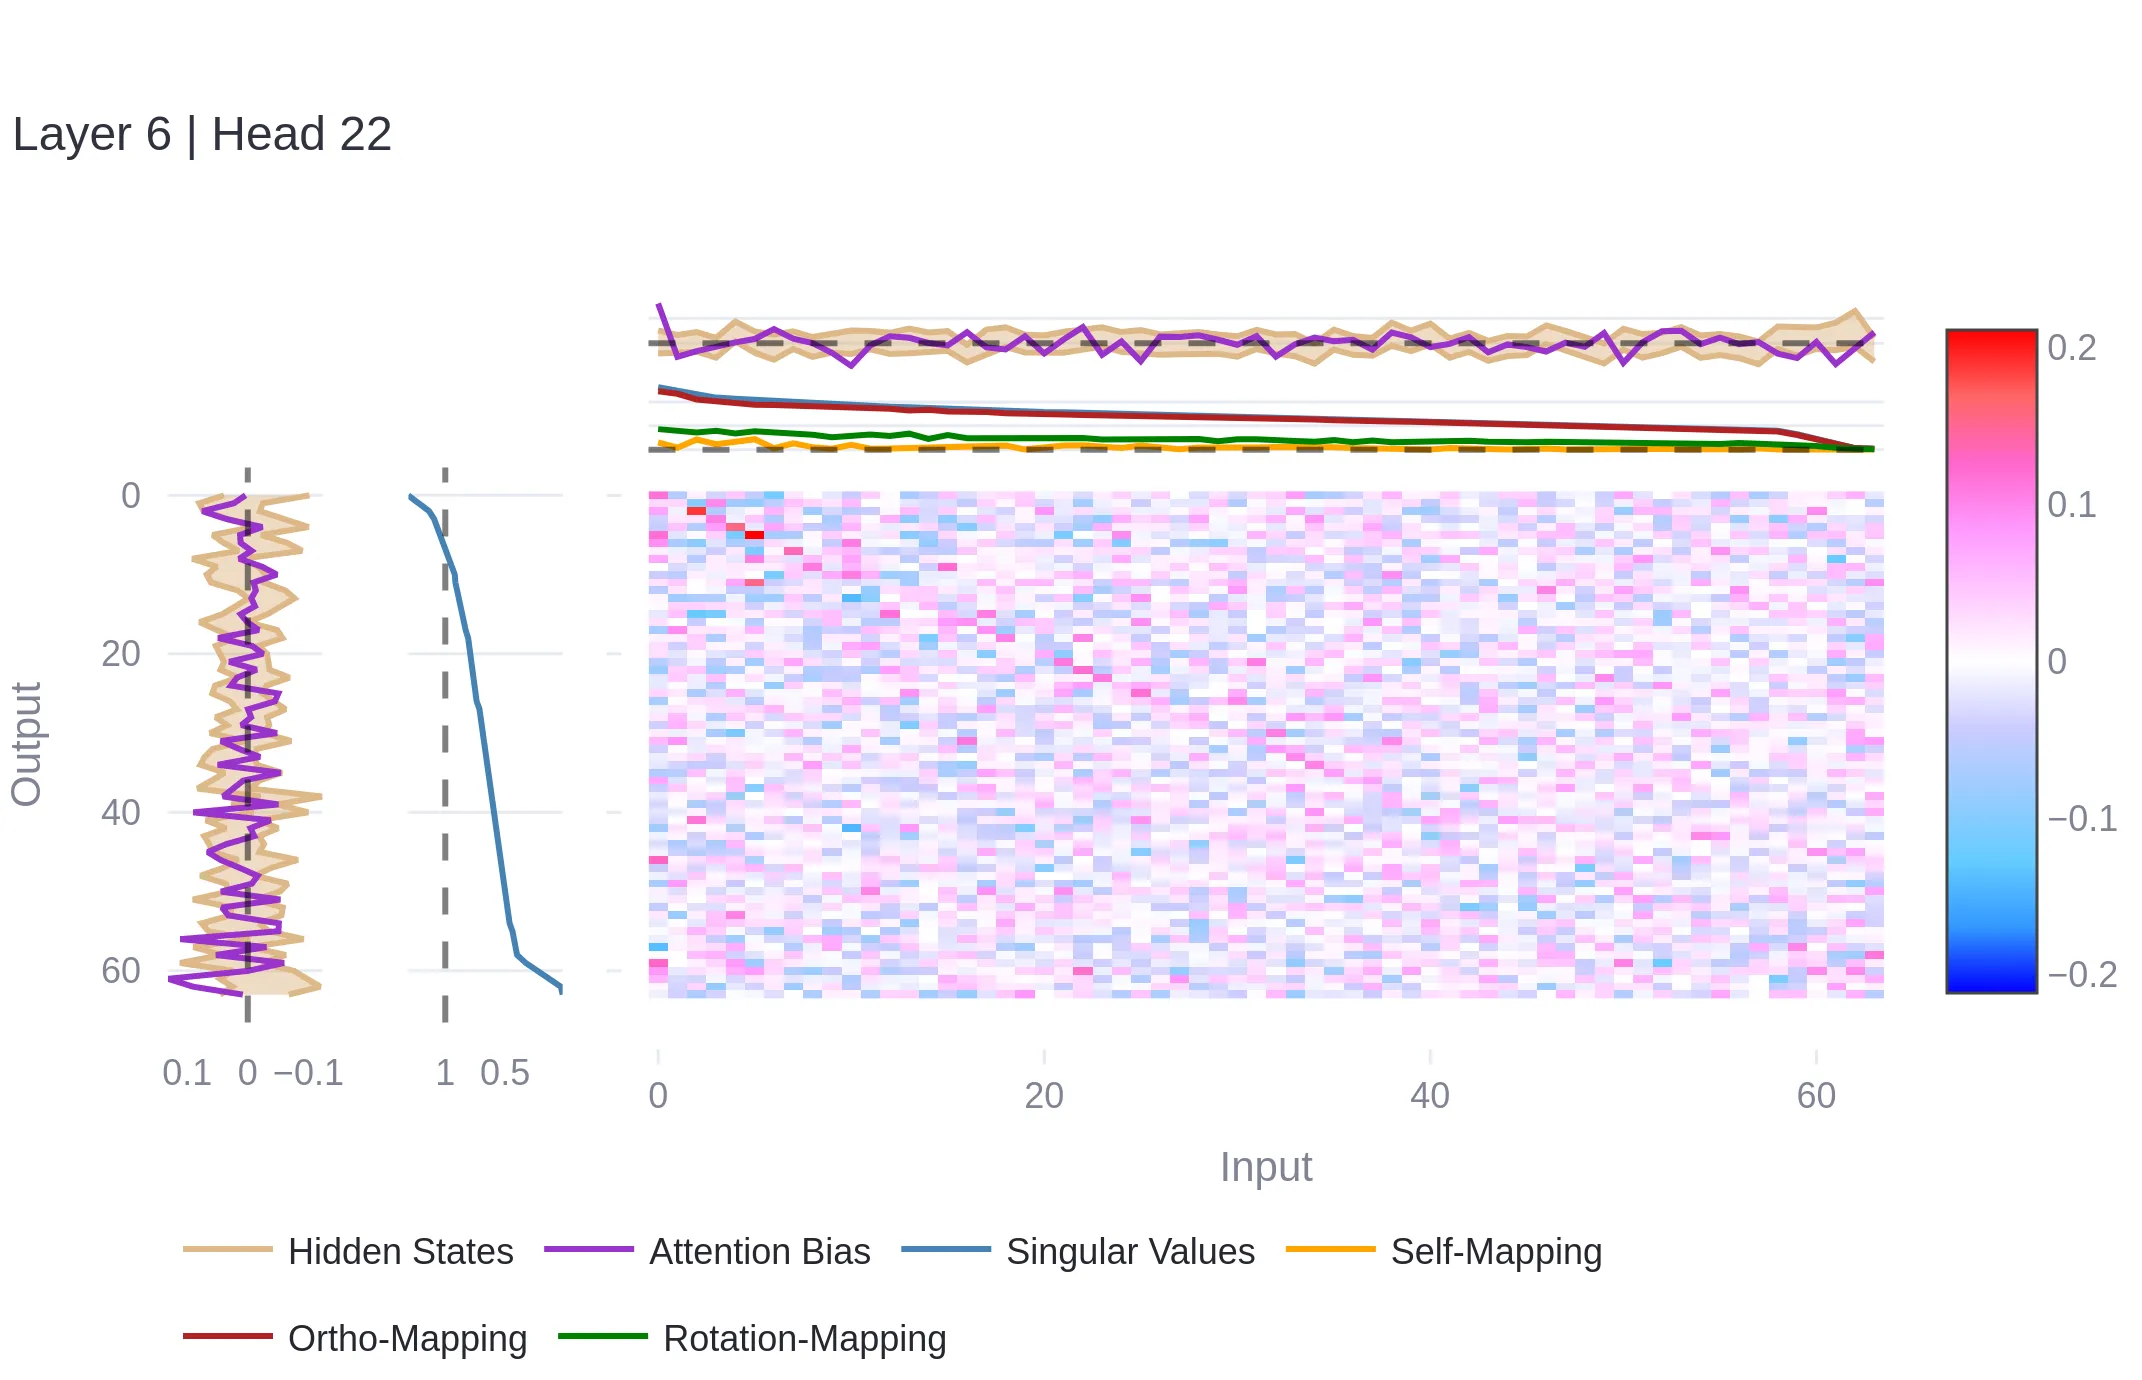 Layer 6 | Head 22
0.2
0.1
0
−0.1
−0.2
0
20
40
60
Output
0.1 0 −0.1
1 0.5
0 20 40 60
Input
Hidden States Attention Bias Singular Values Self-Mapping
Ortho-Mapping Rotation-Mapping